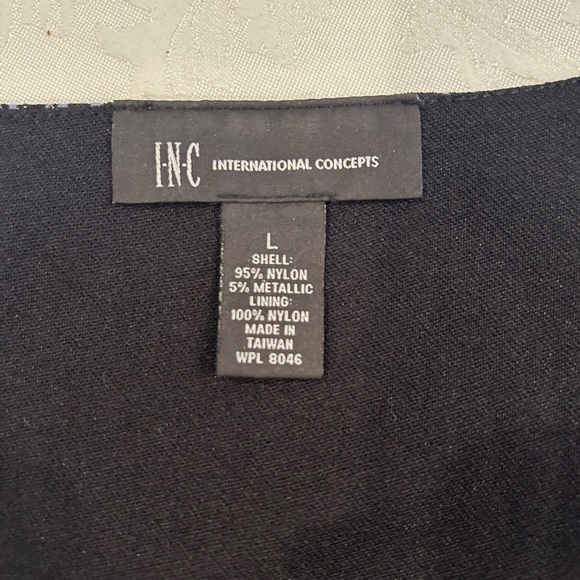 I·N·C INTERNATIONAL CONCEPTS
L
SHELL:
95% NYLON
5% METALLIC
LINING:
100% NYLON
MADE IN
TAIWAN
WPL 8046